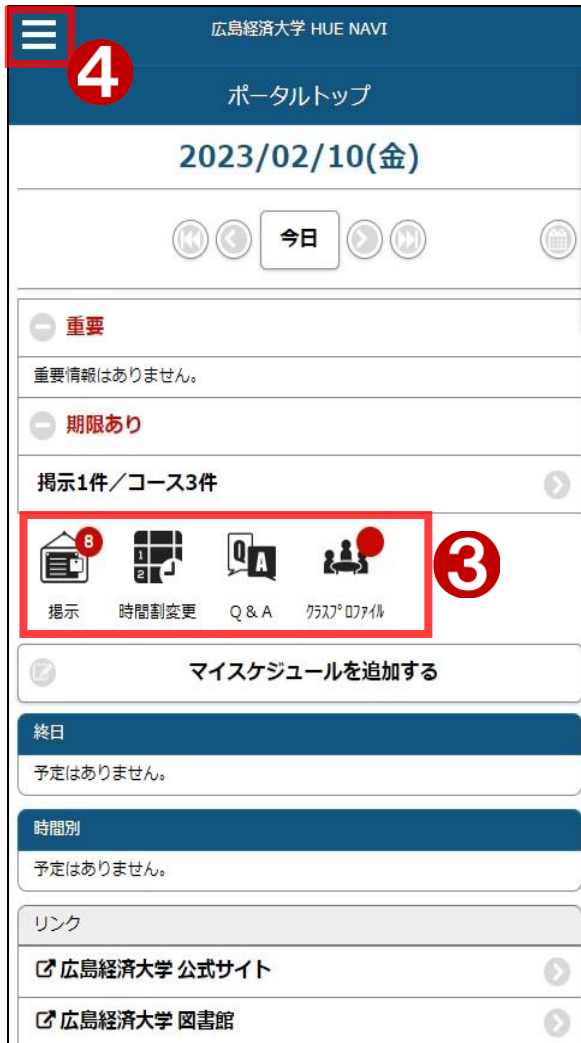 広島経済大学 HUE NAVI
4
ポータルトップ
2023/02/10(金)
今日
重要
重要情報はありません。
期限あり
掲示1件／コース3件
8
1
2
Q A
3
掲示 時間割変更 Q & A ｸﾗｽﾌﾟﾛﾌｧｲﾙ
マイスケジュールを追加する
終日
予定はありません。
時間別
予定はありません。
リンク
広島経済大学 公式サイト
広島経済大学 図書館